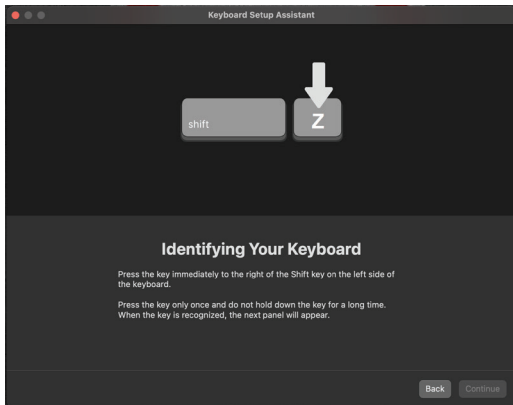 Keyboard Setup Assistant
shift
Z
Identifying Your Keyboard
Press the key immediately to the right of the Shift key on the left side of
the keyboard.
Press the key only once and do not hold down the key for a long time.
When the key is recognized, the next panel will appear.
Back
Continue